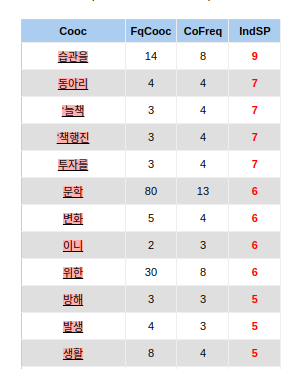 Cooc FqCooc CoFreq IndSP
습관을 14 8 9
동아리 4 4 7
'늘책 3 4 7
'책행진 3 4 7
투자를 3 4 7
문학 80 13 6
변화 5 4 6
이니 2 3 6
위한 30 8 6
방해 3 3 5
발생 4 3 5
생활 8 4 5